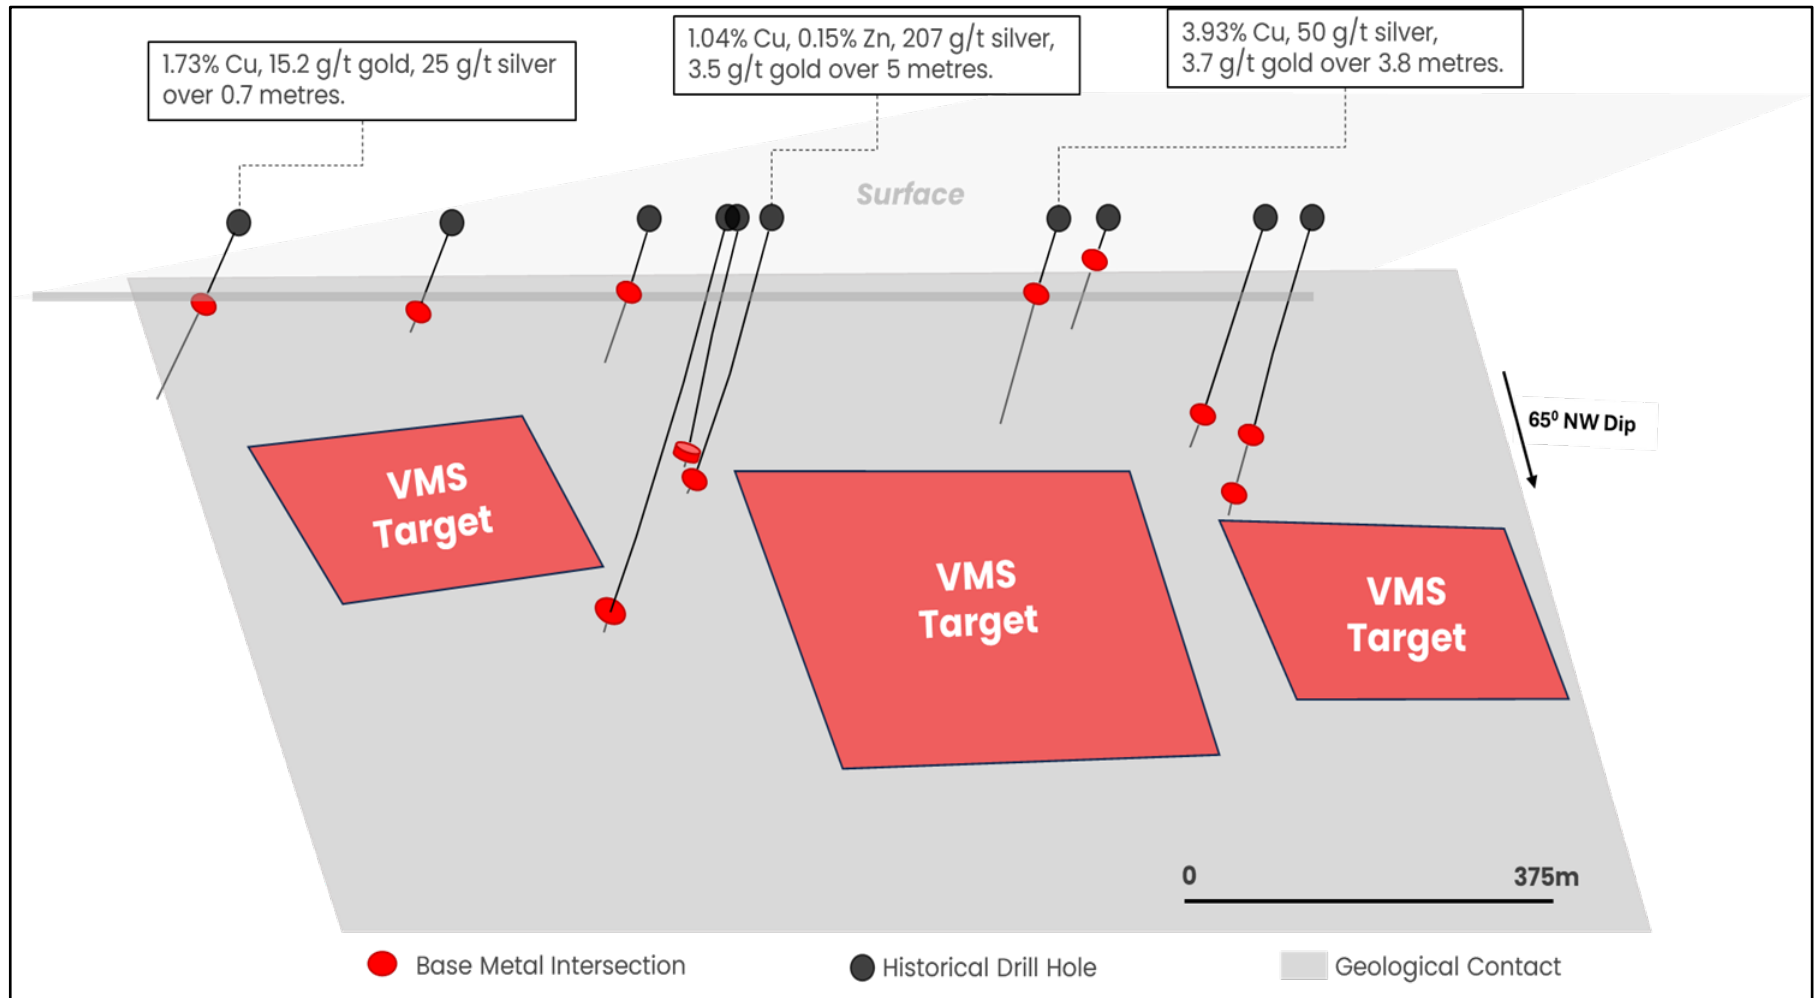 1.73% Cu, 15.2 g/t gold, 25 g/t silver
over 0.7 metres.
1.04% Cu, 0.15% Zn, 207 g/t silver,
3.5 g/t gold over 5 metres.
3.93% Cu, 50 g/t silver,
3.7 g/t gold over 3.8 metres.
Surface
65⁰ NW Dip
VMS
Target
VMS
Target
VMS
Target
0 375m
Base Metal Intersection
Historical Drill Hole
Geological Contact